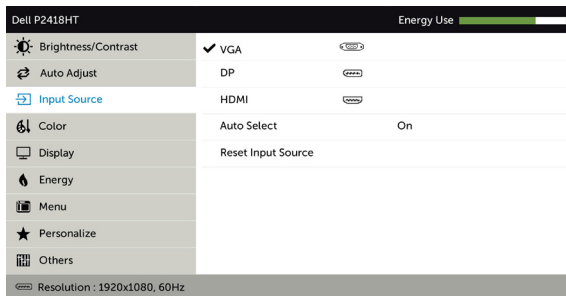 Dell P2418HT Energy Use
Brightness/Contrast VGA
Auto Adjust DP
Input Source HDMI
Color Auto Select On
Display Reset Input Source
Energy
Menu
Personalize
Others
Resolution : 1920x1080, 60Hz